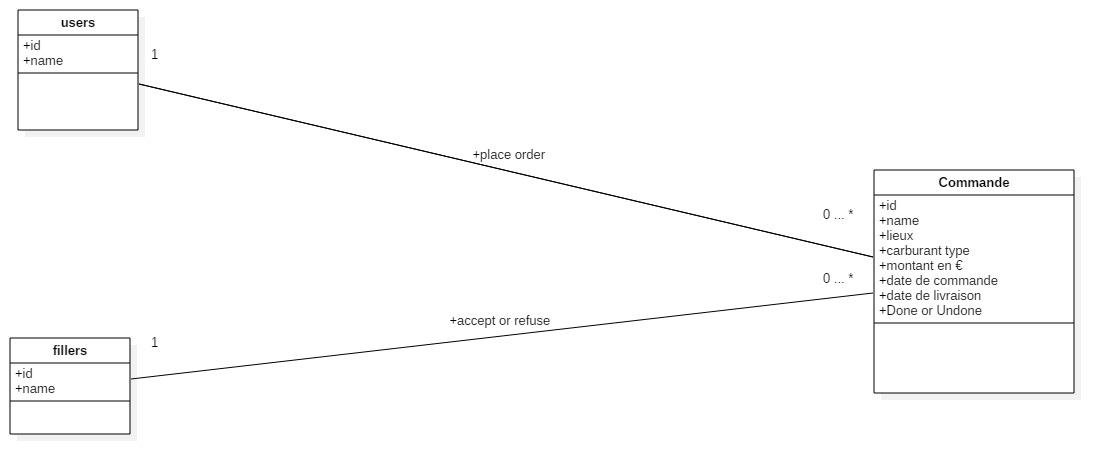 users
+id
+name
1
+place order
Commande
+id
+name
+lieux
+carburant type
+montant en €
+date de commande
+date de livraison
+Done or Undone
0 ... *
0 ... *
+accept or refuse
1
fillers
+id
+name